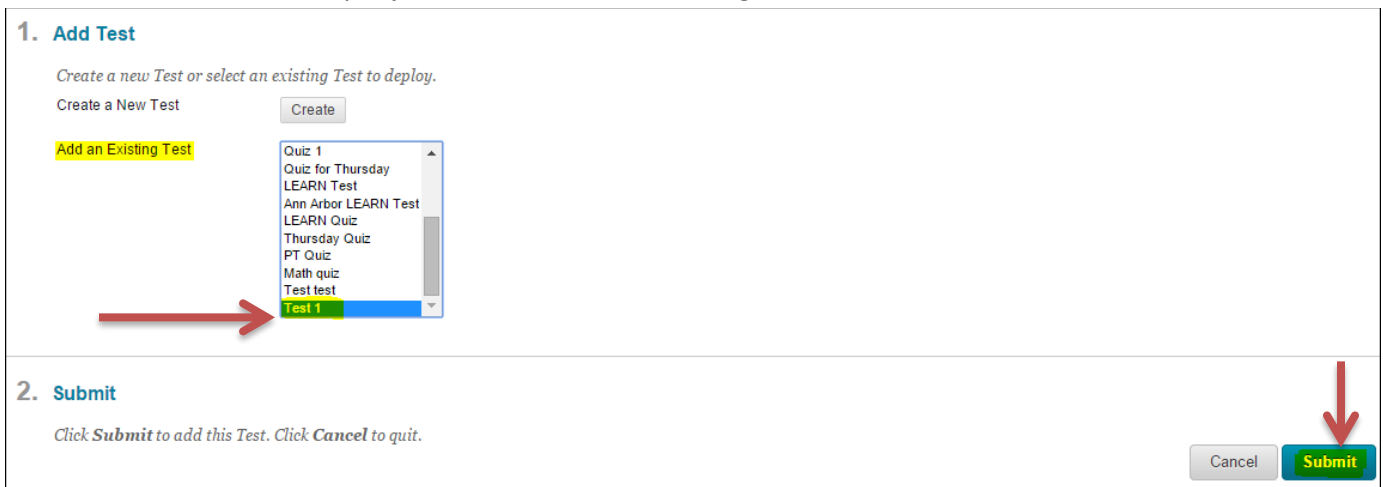 1. Add Test
Create a new Test or select an existing Test to deploy.
Create a New Test
Create
Add an Existing Test
Quiz 1
Quiz for Thursday
LEARN Test
Ann Arbor LEARN Test
LEARN Quiz
Thursday Quiz
PT Quiz
Math quiz
Test test
Test 1
2. Submit
Click Submit to add this Test. Click Cancel to quit.
Cancel Submit